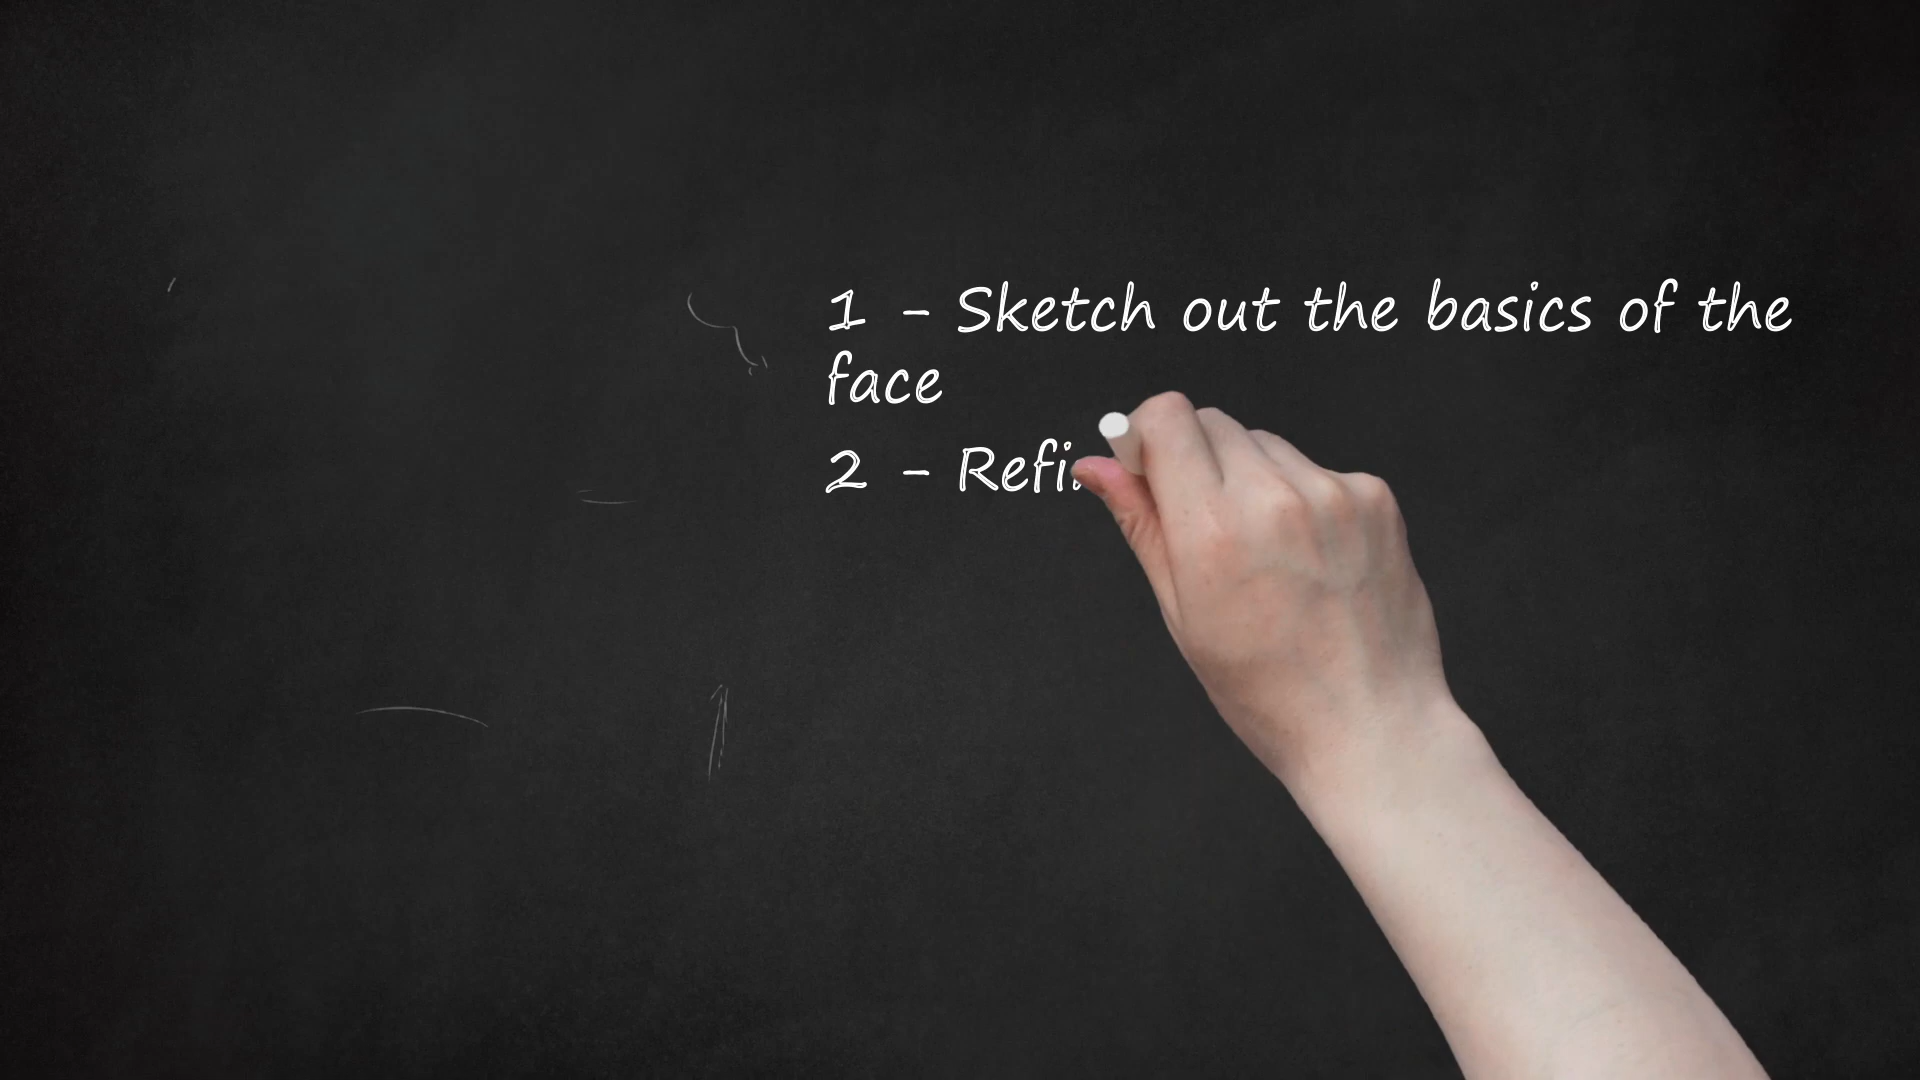 1 - Sketch out the basics of the
face
2 - Refi